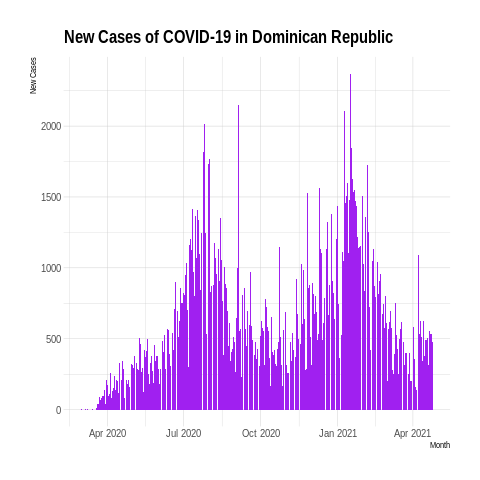 New Cases of COVID-19 in Dominican Republic
New Cases
2000
1500
1000
500
0
Apr 2020 Jul 2020 Oct 2020 Jan 2021 Apr 2021
Month